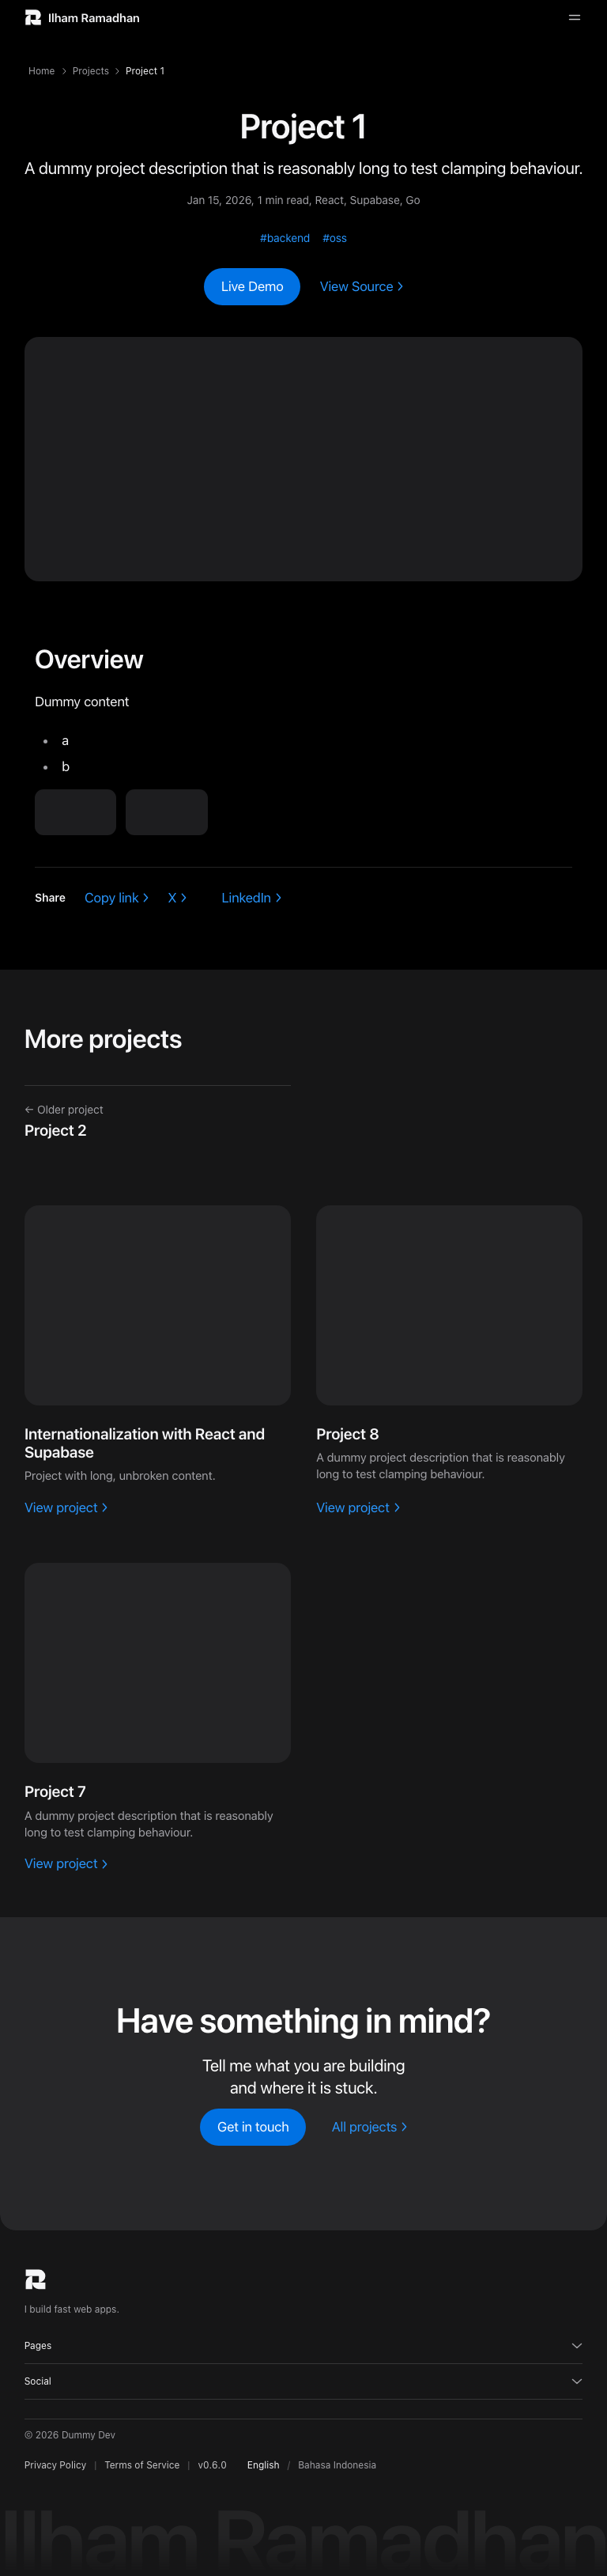 Ilham Ramadhan
Home > Projects > Project 1
Project 1
A dummy project description that is reasonably long to test clamping behaviour.
Jan 15, 2026, 1 min read, React, Supabase, Go
#backend #oss
Live Demo View Source >
Overview
Dummy content
• a
• b
Share Copy link > X > LinkedIn >
More projects
← Older project
Project 2
Internationalization with React and
Supabase
Project with long, unbroken content.
View project >
Project 8
A dummy project description that is reasonably
long to test clamping behaviour.
View project >
Project 7
A dummy project description that is reasonably
long to test clamping behaviour.
View project >
Have something in mind?
Tell me what you are building
and where it is stuck.
Get in touch All projects >
I build fast web apps.
Pages
Social
© 2026 Dummy Dev
Privacy Policy | Terms of Service | v0.6.0 English / Bahasa Indonesia
Ilham Ramadhan